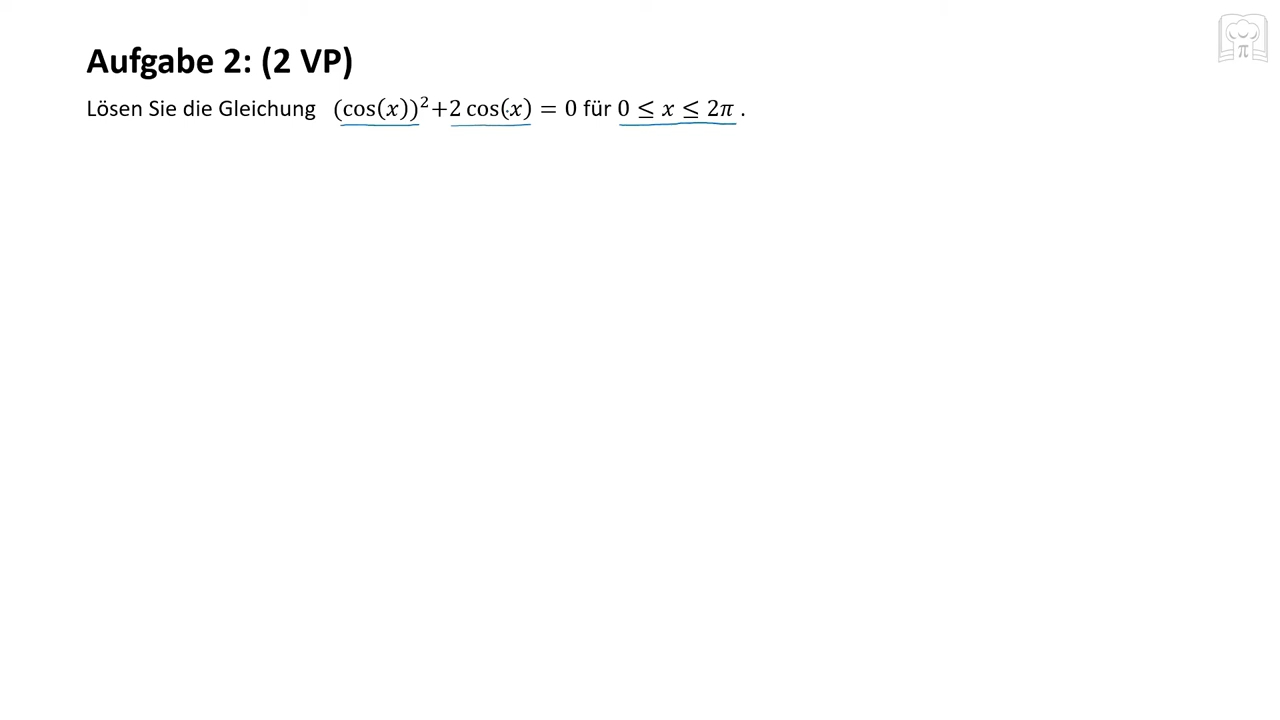 Aufgabe 2: (2 VP)
Lösen Sie die Gleichung (cos(x))²+2 cos(x) = 0 für 0 ≤ x ≤ 2π .
π